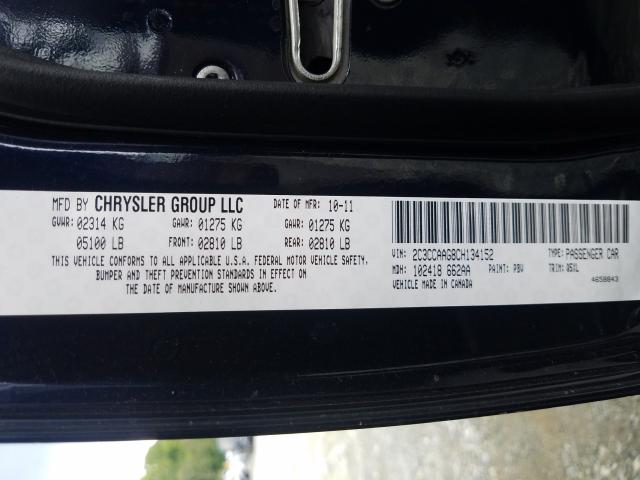 MFD BY CHRYSLER GROUP LLC DATE OF MFR: 10-11
GVWR: 02314 KG GAWR: 01275 KG GAWR: 01275 KG
05100 LB FRONT: 02810 LB REAR: 02810 LB
THIS VEHICLE CONFORMS TO ALL APPLICABLE U.S.A. FEDERAL MOTOR VEHICLE SAFETY,
BUMPER AND THEFT PREVENTION STANDARDS IN EFFECT ON
THE DATE OF MANUFACTURE SHOWN ABOVE.
VIN: 2C3CCAAG8CH134152 TYPE: PASSENGER CAR
MDH: 102418 662AA PAINT: PBV TRIM: Q5XL
VEHICLE MADE IN CANADA 4658843